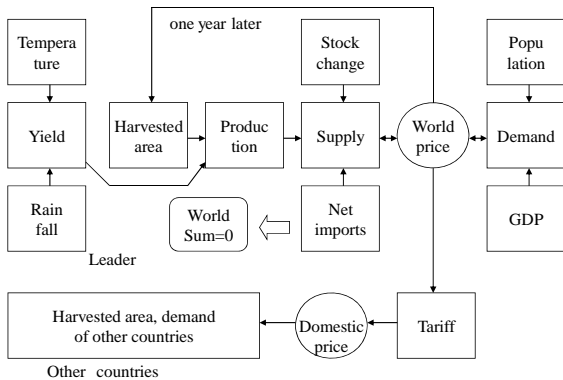 Tempera
ture
one year later
Stock
change
Popu
lation
Yield
Harvested
area
Produc
tion
Supply
World
price
Demand
Rain
fall
World
Sum=0
Net
imports
GDP
Leader
Harvested area, demand
of other countries
Domestic
price
Tariff
Other countries